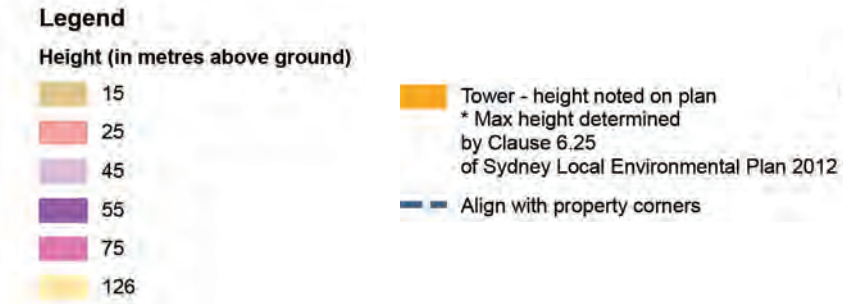 Legend
Height (in metres above ground)
15
25
45
55
75
126
Tower - height noted on plan
* Max height determined
by Clause 6.25
of Sydney Local Environmental Plan 2012
Align with property corners